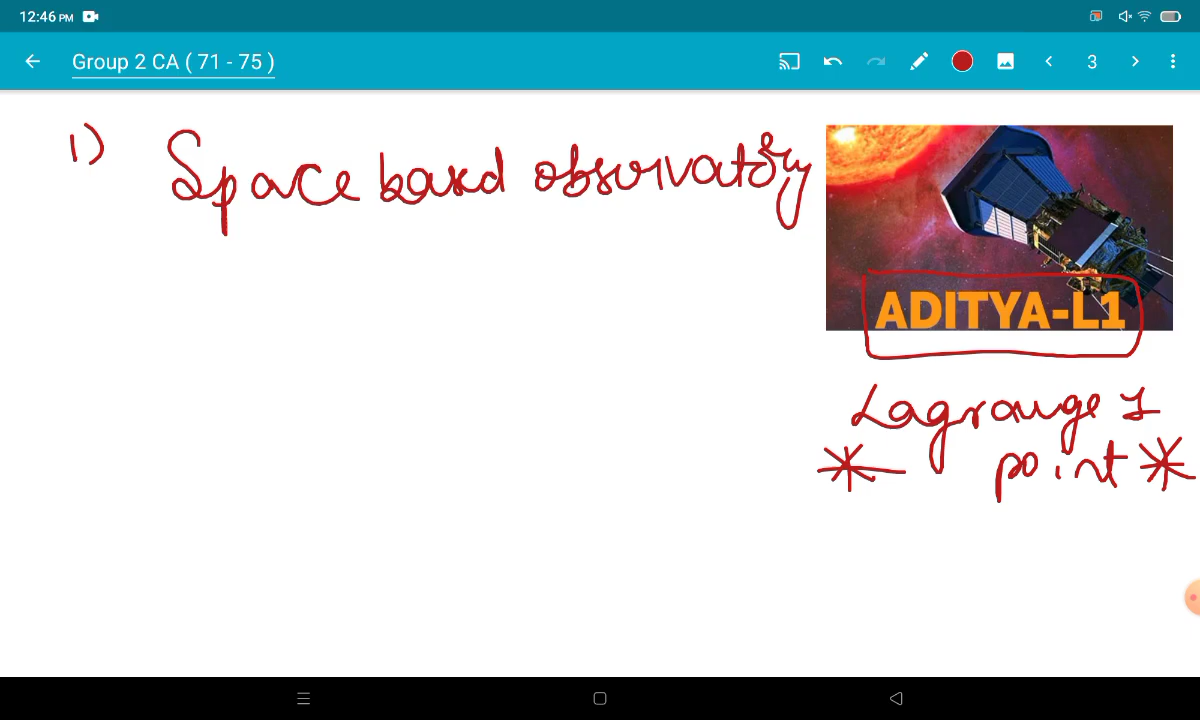 12:46 PM
Group 2 CA ( 71 - 75 )
3
1) Space based observatory
ADITYA-L1
Lagrange 1
* point *